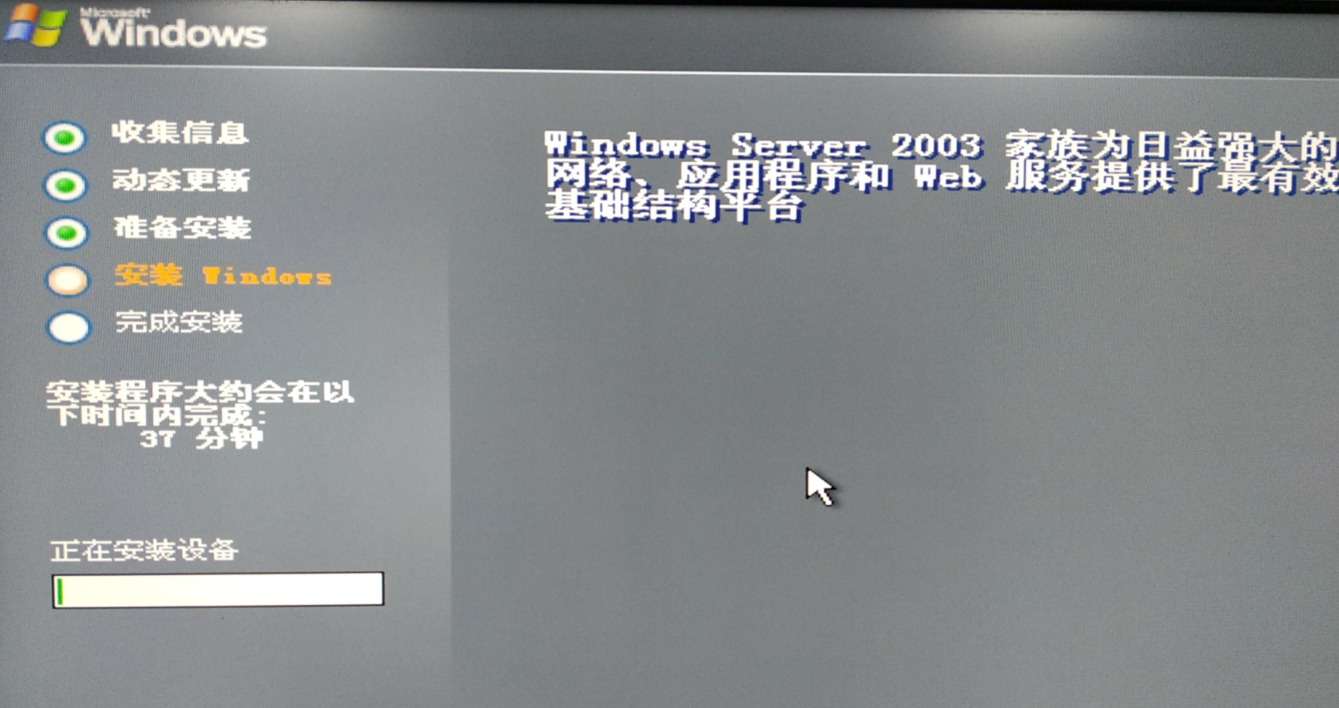 Microsoft
Windows
收集信息
动态更新
准备安装
安装 Windows
完成安装
安装程序大约会在以
下时间内完成:
37 分钟
正在安装设备
Windows Server 2003 家族为日益强大的
网络、应用程序和 Web 服务提供了最有效
基础结构平台